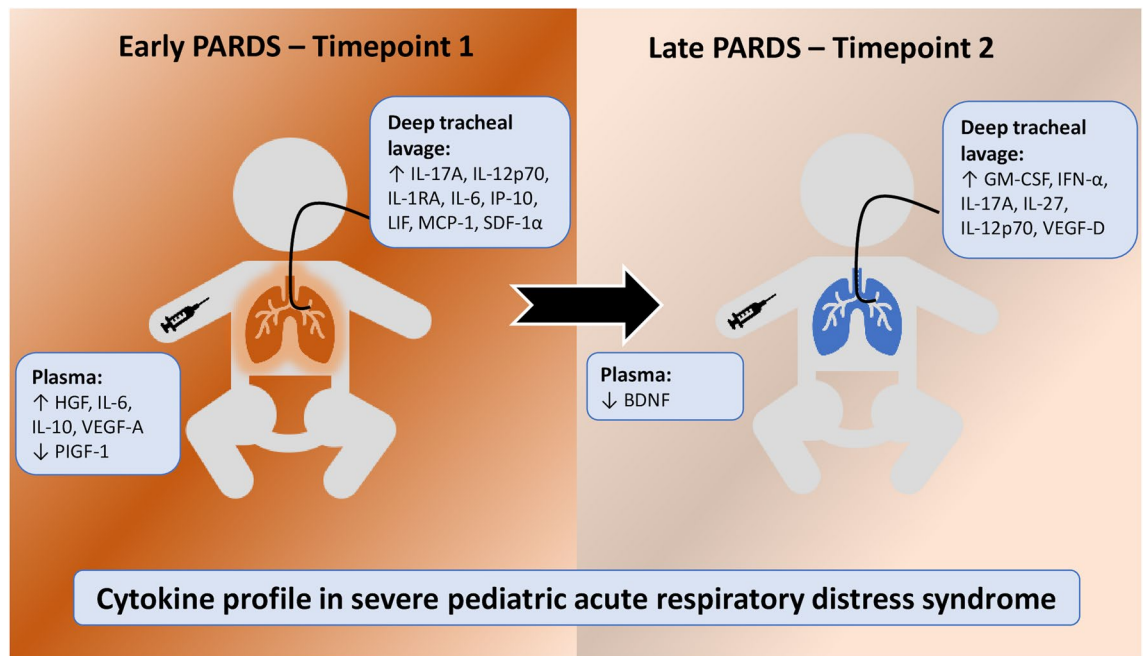 Early PARDS – Timepoint 1
Deep tracheal
lavage:
↑ IL-17A, IL-12p70,
IL-1RA, IL-6, IP-10,
LIF, MCP-1, SDF-1α
Plasma:
↑ HGF, IL-6,
IL-10, VEGF-A
↓ PIGF-1
Late PARDS – Timepoint 2
Deep tracheal
lavage:
↑ GM-CSF, IFN-α,
IL-17A, IL-27,
IL-12p70, VEGF-D
Plasma:
↓ BDNF
Cytokine profile in severe pediatric acute respiratory distress syndrome